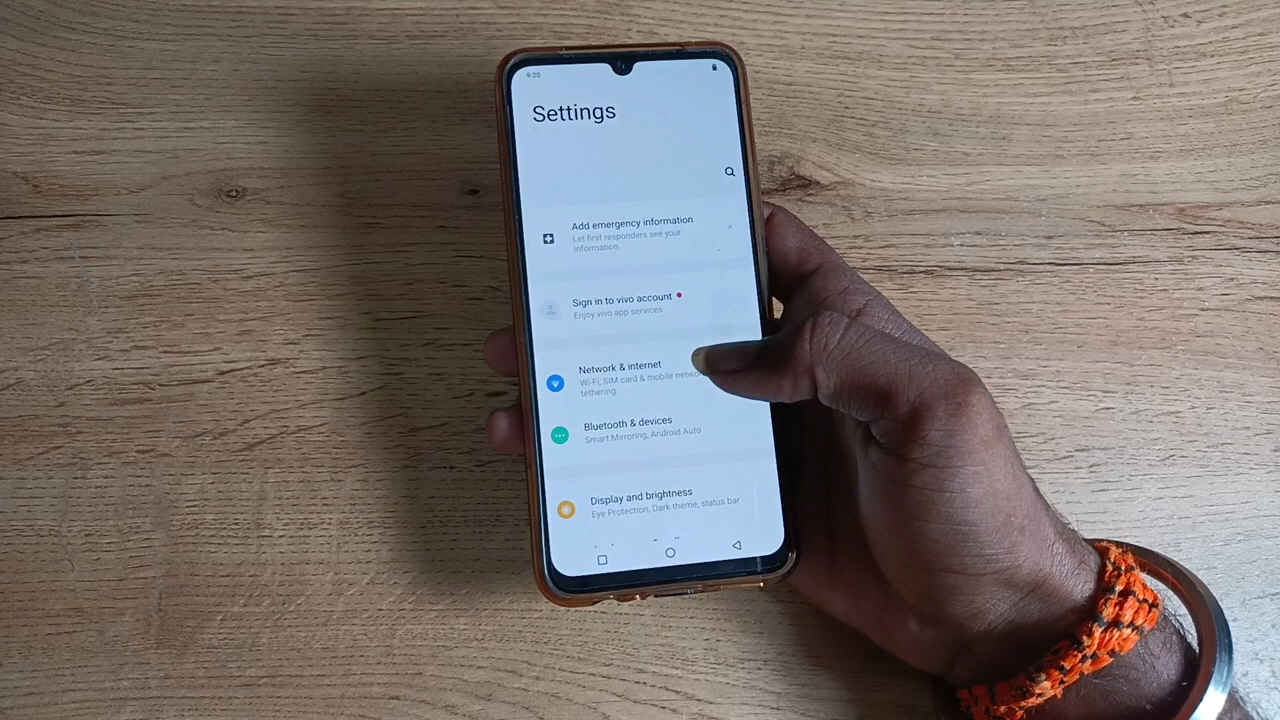 9:20
Settings
Add emergency information
Let first responders see your
information
Sign in to vivo account
Enjoy vivo app services
Network & internet
Wi-Fi, SIM card & mobile
tethering
Bluetooth & devices
Smart Mirroring, Android Auto
Display and brightness
Eye Protection, Dark theme, status bar